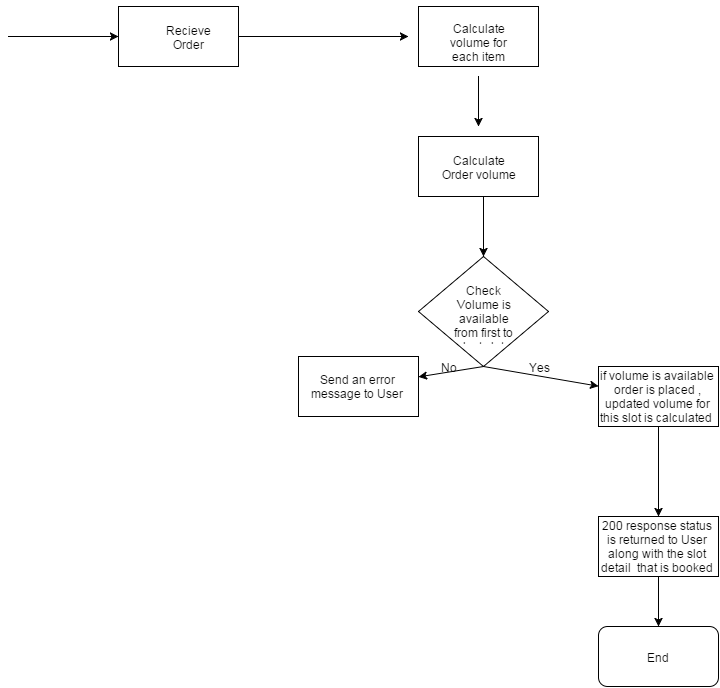 Recieve
Order
Calculate
volume for
each item
Calculate
Order volume
Check
Volume is
available
from first to
No
Yes
Send an error
message to User
if volume is available
order is placed ,
updated volume for
this slot is calculated
200 response status
is returned to User
along with the slot
detail that is booked
End